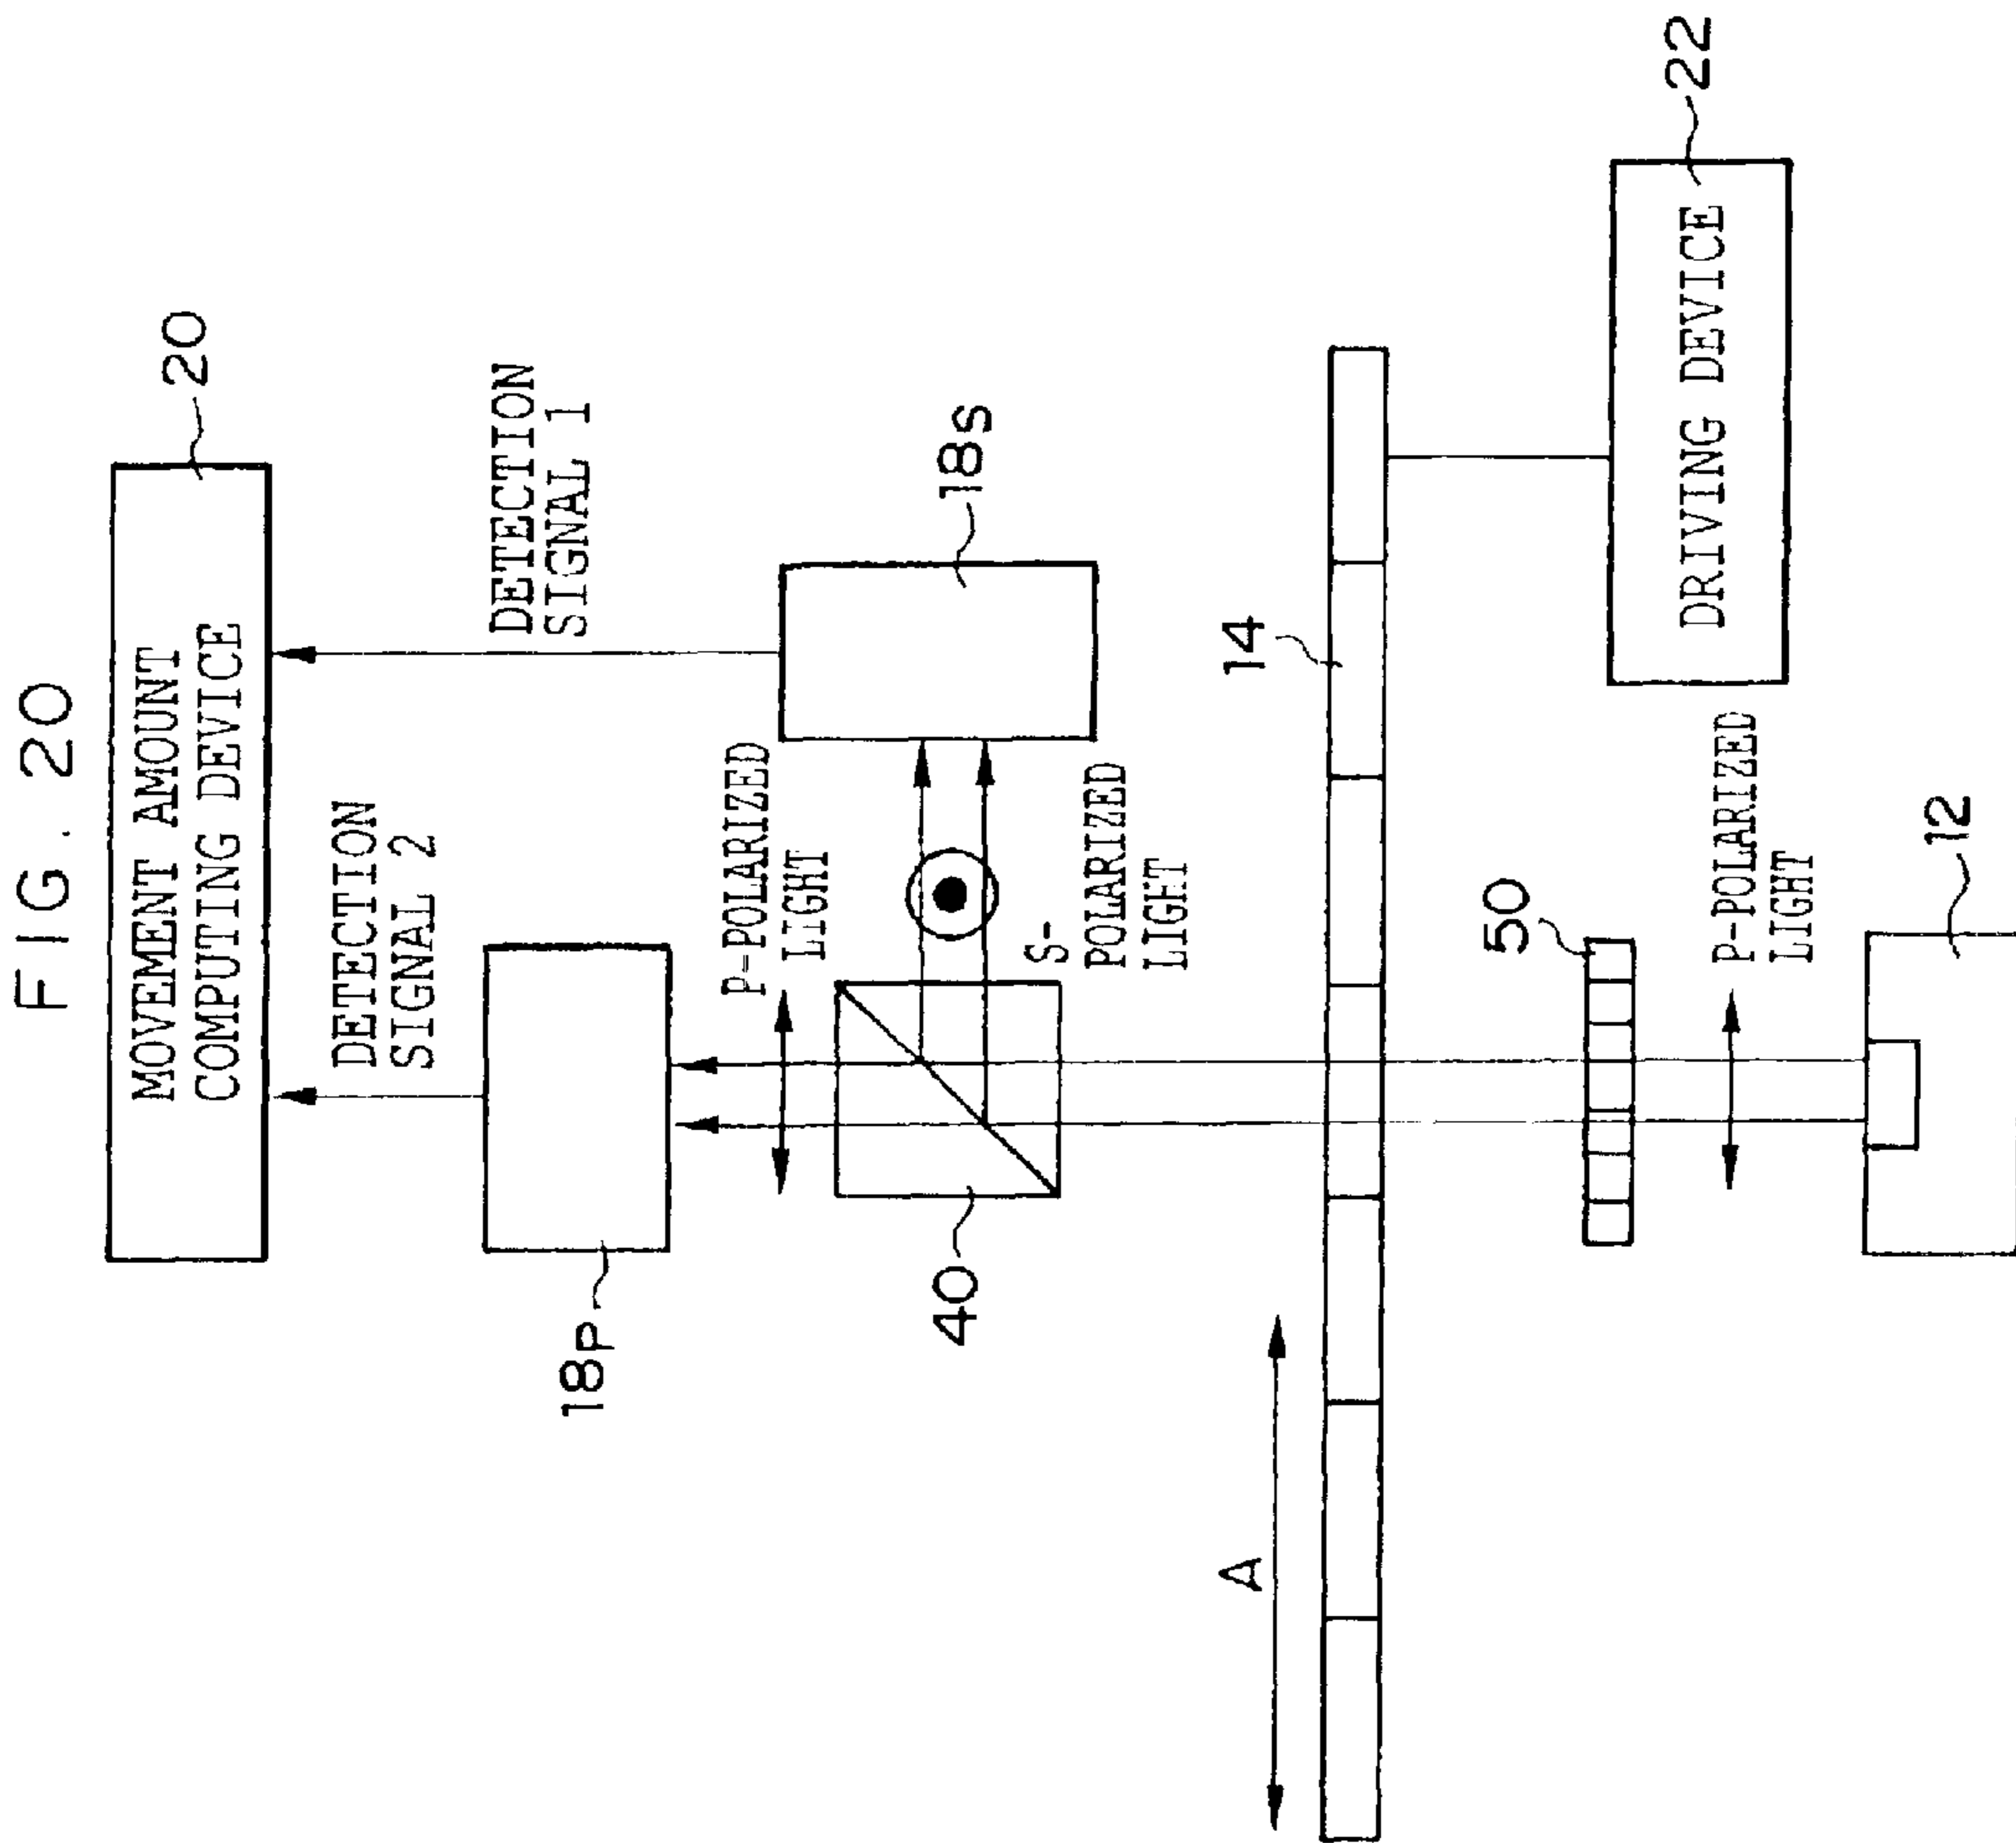 FIG. 20
MOVEMENT AMOUNT
COMPUTING DEVICE
20
DETECTION
SIGNAL 2
DETECTION
SIGNAL 1
18P
P-POLARIZED
LIGHT
18S
40
S-
POLARIZED
LIGHT
A
14
50
P-POLARIZED
LIGHT
12
DRIVING DEVICE
22